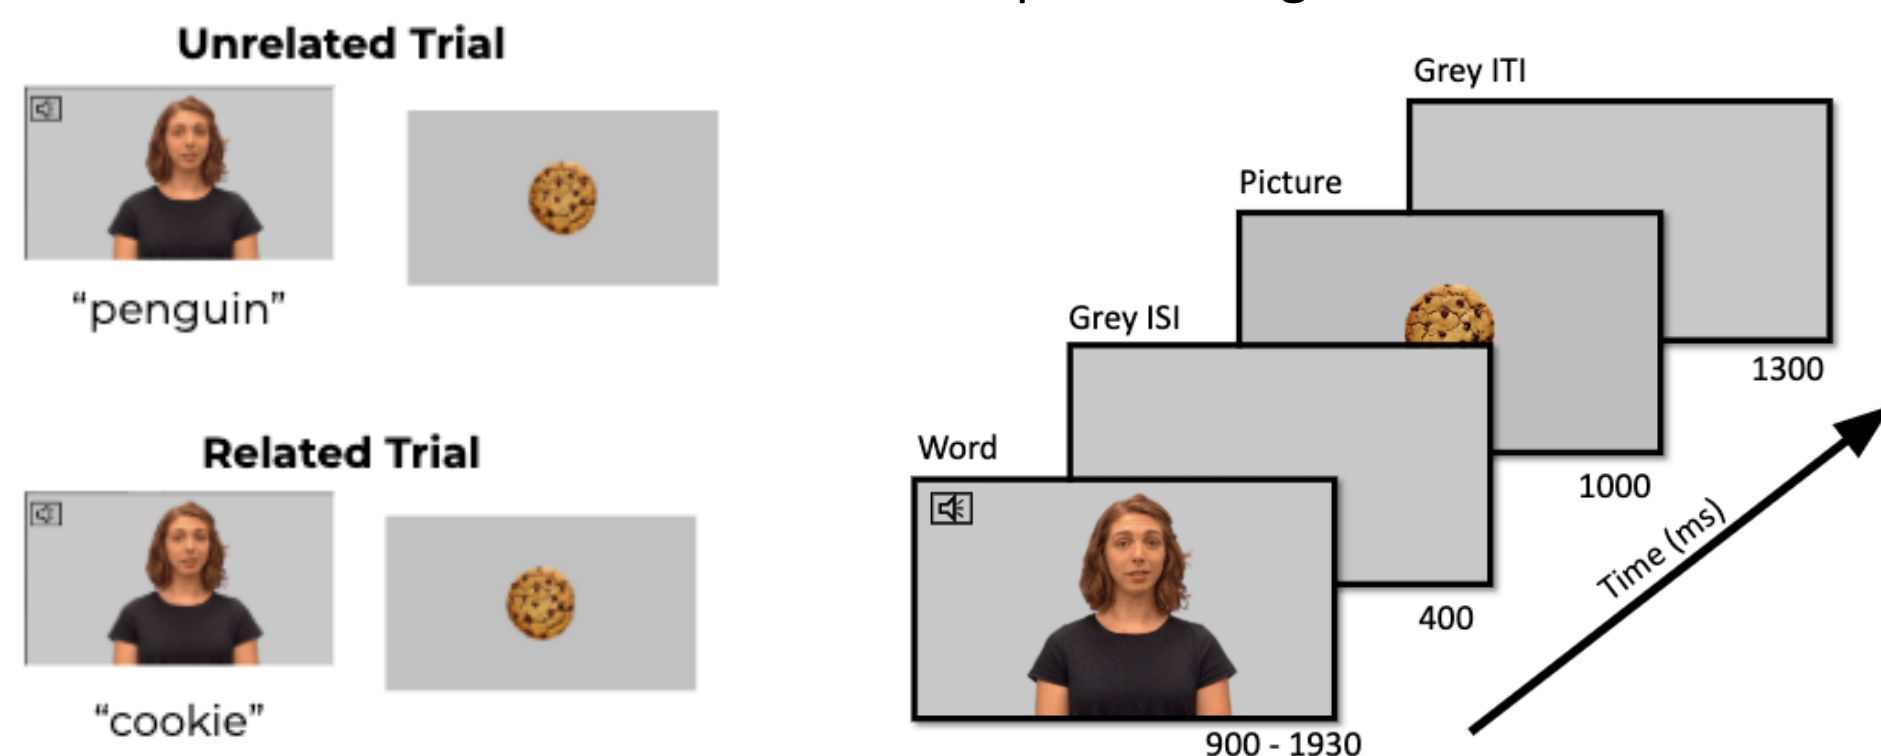 Unrelated Trial
“penguin”
Related Trial
“cookie”
Grey ITI
Picture
Grey ISI
Word
1300
1000
400
900 - 1930
Time (ms)